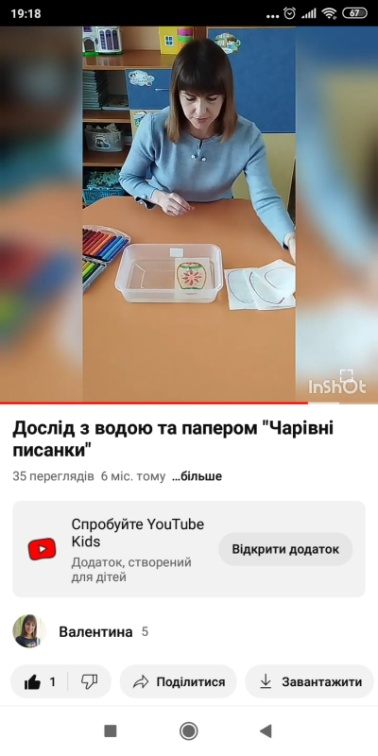 19:18
67
InShOt
Дослід з водою та папером "Чарівні
писанки"
35 переглядів 6 міс. тому ...більше
Спробуйте YouTube
Kids
Додаток, створений
для дітей
Відкрити додаток
Валентина 5
1
Поділитися
Завантажити